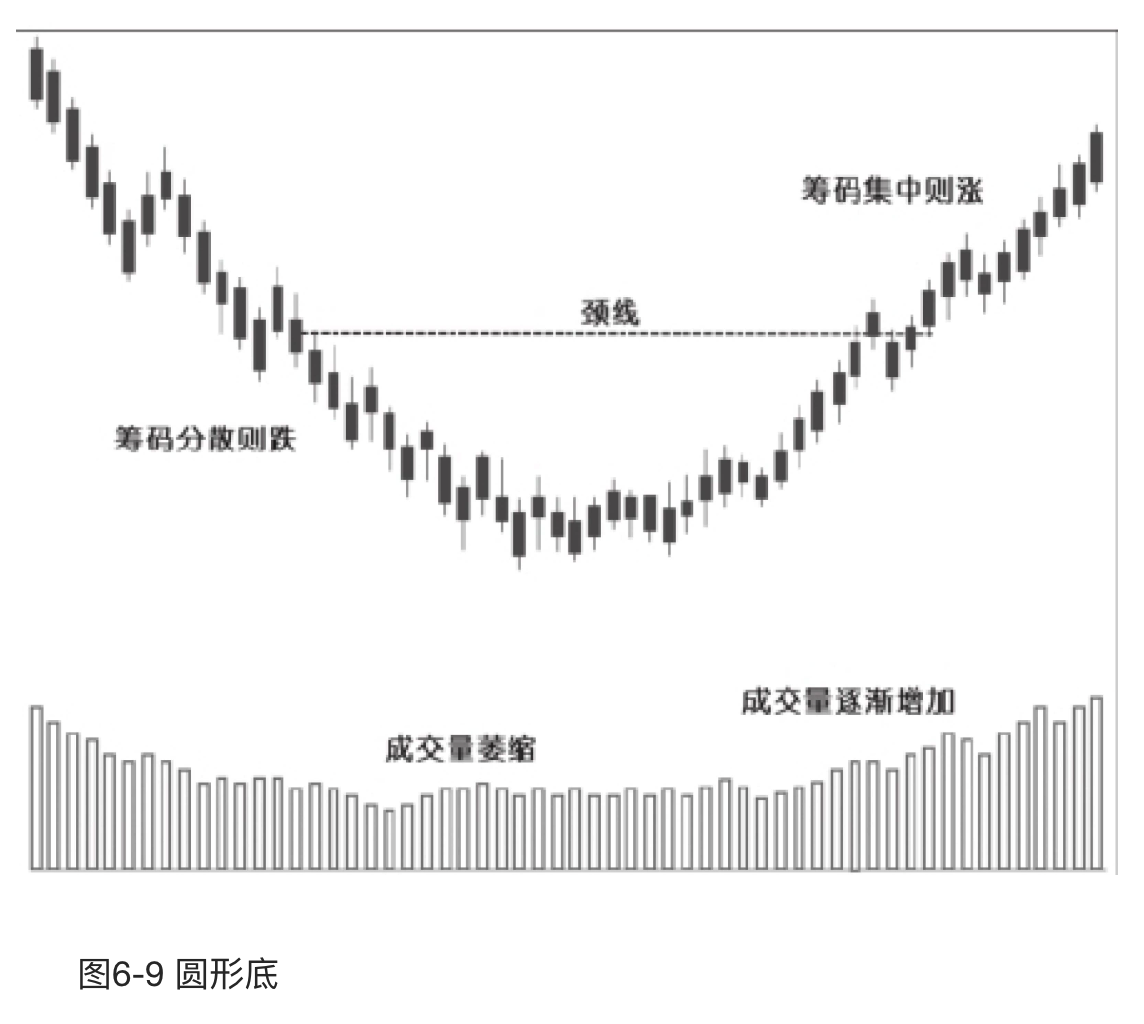 筹码集中则涨
颈线
筹码分散则跌
成交量逐渐增加
成交量萎缩
图6-9 圆形底